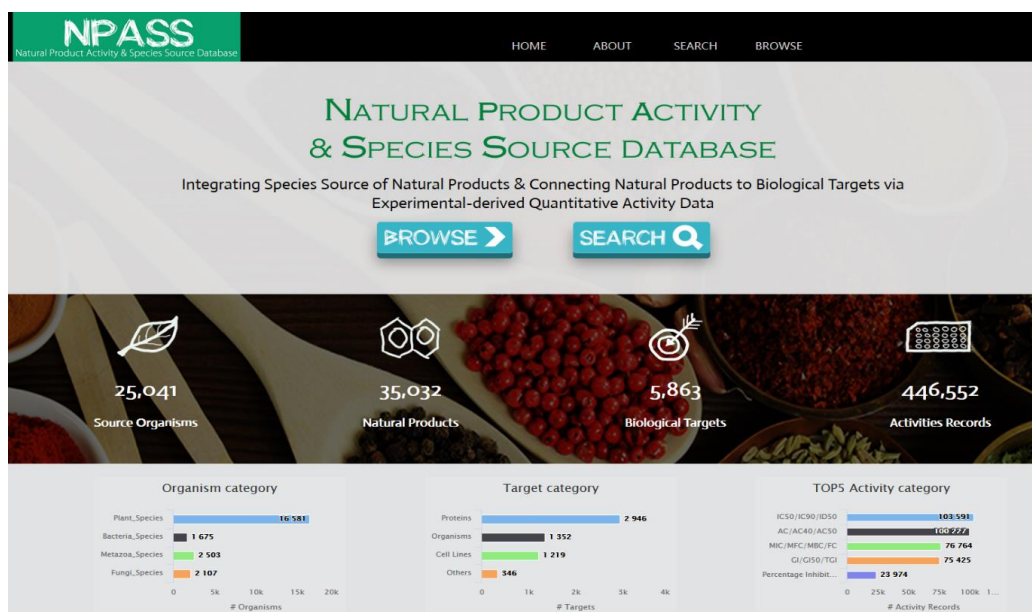 NPASS
Natural Product Activity & Species Source Database
HOME ABOUT SEARCH BROWSE
NATURAL PRODUCT ACTIVITY
& SPECIES SOURCE DATABASE
Integrating Species Source of Natural Products & Connecting Natural Products to Biological Targets via
Experimental-derived Quantitative Activity Data
BROWSE SEARCH
25,041 35,032 5,863 446,552
Source Organisms Natural Products Biological Targets Activities Records
Organism category
Plant_Species 16 581
Bacteria_Species 1 675
Metazoa_Species 2 503
Fungi_Species 2 107
0 5k 10k 15k 20k
# Organisms
Target category
Proteins 2 946
Organisms 1 352
Cell Lines 1 219
Others 346
0 1k 2k 3k 4k
# Targets
TOP5 Activity category
IC50/IC90/ID50 103 591
AC/AC40/AC50 100 227
MIC/MFC/MBC/FC 76 764
GI/GI50/TGI 75 425
Percentage Inhibit... 23 974
0 25k 50k 75k 100k 1...
# Activity Records